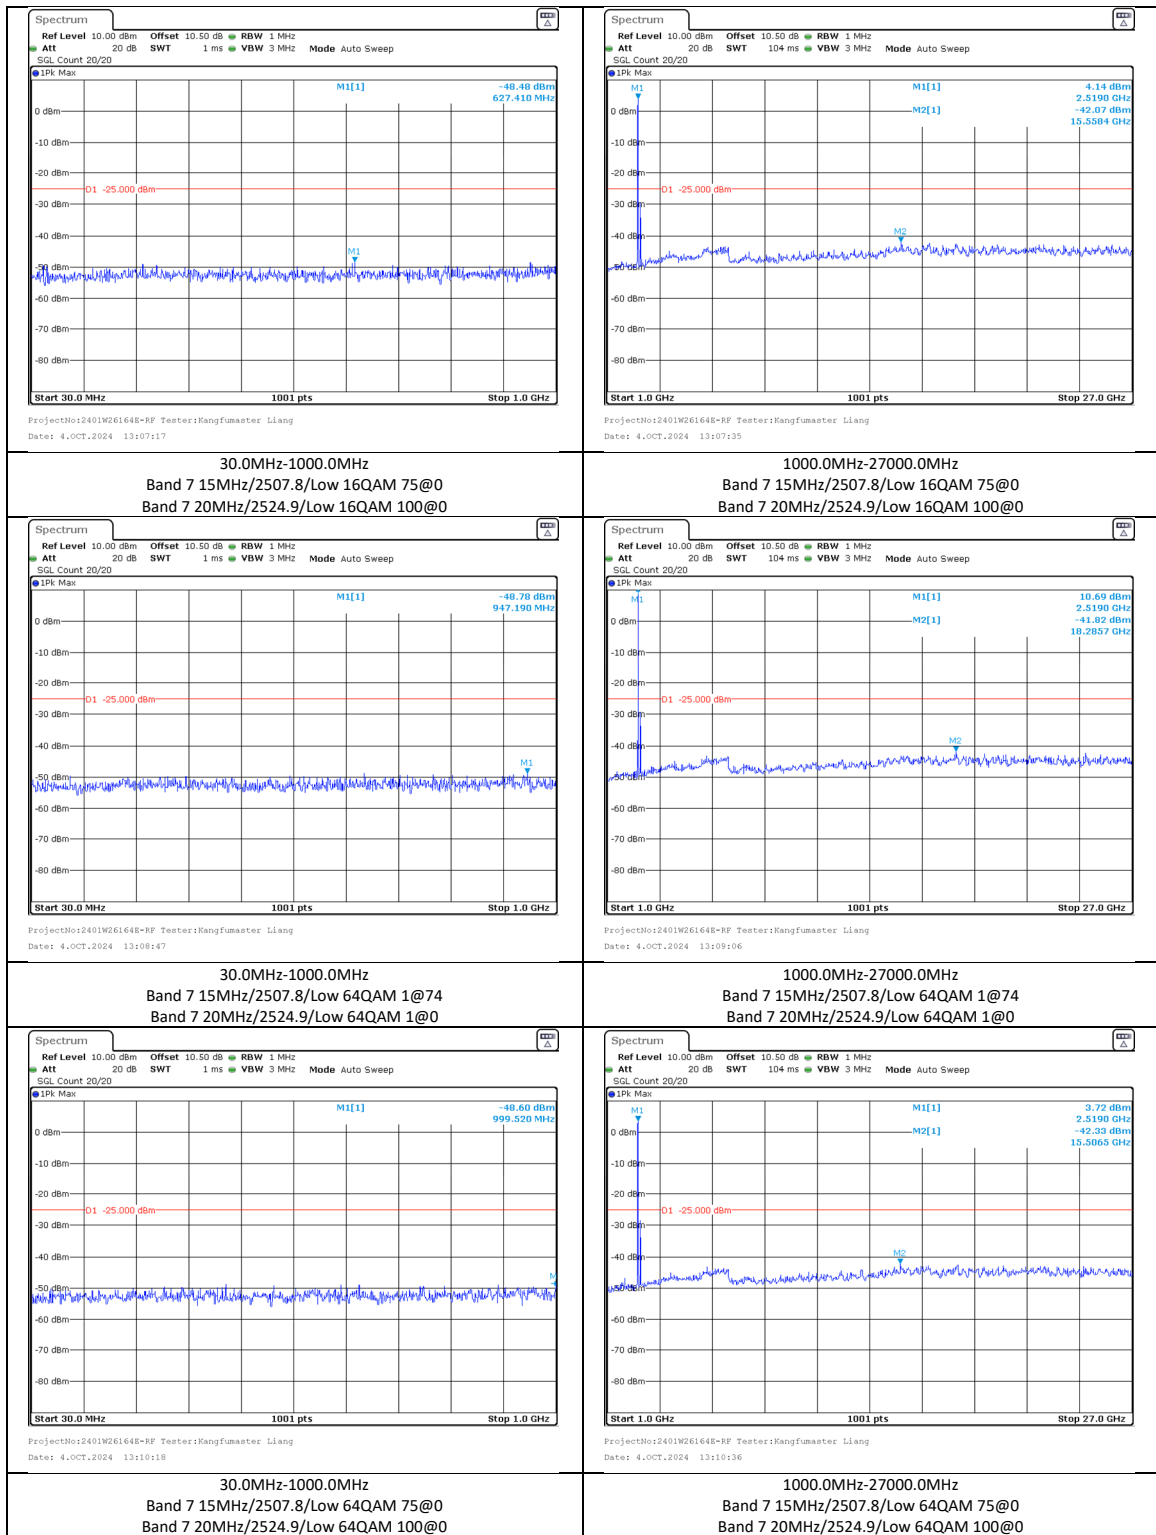 Spectrum
Ref Level 10.00 dBm Offset 10.50 dB RBW 1 MHz
Att 20 dB SWT 1 ms VBW 3 MHz Mode Auto Sweep
SGL Count 20/20
1Pk Max
M1[1] -48.48 dBm
627.410 MHz
0 dBm
-10 dBm
-20 dBm
D1 -25.000 dBm
-30 dBm
-40 dBm
M1
-50 dBm
-60 dBm
-70 dBm
-80 dBm
Start 30.0 MHz 1001 pts Stop 1.0 GHz
ProjectNo:2401W26164E-RF Tester:Kangfumaster Liang
Date: 4.OCT.2024 13:07:17
Spectrum
Ref Level 10.00 dBm Offset 10.50 dB RBW 1 MHz
Att 20 dB SWT 104 ms VBW 3 MHz Mode Auto Sweep
SGL Count 20/20
1Pk Max
M1 M1[1] 4.14 dBm
2.5190 GHz
0 dBm M2[1] -42.07 dBm
15.5584 GHz
-10 dBm
-20 dBm
D1 -25.000 dBm
-30 dBm
-40 dBm
M2
-50 dBm
-60 dBm
-70 dBm
-80 dBm
Start 1.0 GHz 1001 pts Stop 27.0 GHz
ProjectNo:2401W26164E-RF Tester:Kangfumaster Liang
Date: 4.OCT.2024 13:07:35
30.0MHz-1000.0MHz
Band 7 15MHz/2507.8/Low 16QAM 75@0
Band 7 20MHz/2524.9/Low 16QAM 100@0
1000.0MHz-27000.0MHz
Band 7 15MHz/2507.8/Low 16QAM 75@0
Band 7 20MHz/2524.9/Low 16QAM 100@0
Spectrum
Ref Level 10.00 dBm Offset 10.50 dB RBW 1 MHz
Att 20 dB SWT 1 ms VBW 3 MHz Mode Auto Sweep
SGL Count 20/20
1Pk Max
M1[1] -48.78 dBm
947.190 MHz
0 dBm
-10 dBm
-20 dBm
D1 -25.000 dBm
-30 dBm
-40 dBm
M1
-50 dBm
-60 dBm
-70 dBm
-80 dBm
Start 30.0 MHz 1001 pts Stop 1.0 GHz
ProjectNo:2401W26164E-RF Tester:Kangfumaster Liang
Date: 4.OCT.2024 13:08:47
Spectrum
Ref Level 10.00 dBm Offset 10.50 dB RBW 1 MHz
Att 20 dB SWT 104 ms VBW 3 MHz Mode Auto Sweep
SGL Count 20/20
1Pk Max
M1 M1[1] 10.69 dBm
2.5190 GHz
0 dBm M2[1] -41.82 dBm
18.2857 GHz
-10 dBm
-20 dBm
D1 -25.000 dBm
-30 dBm
-40 dBm
M2
-50 dBm
-60 dBm
-70 dBm
-80 dBm
Start 1.0 GHz 1001 pts Stop 27.0 GHz
ProjectNo:2401W26164E-RF Tester:Kangfumaster Liang
Date: 4.OCT.2024 13:09:06
30.0MHz-1000.0MHz
Band 7 15MHz/2507.8/Low 64QAM 1@74
Band 7 20MHz/2524.9/Low 64QAM 1@0
1000.0MHz-27000.0MHz
Band 7 15MHz/2507.8/Low 64QAM 1@74
Band 7 20MHz/2524.9/Low 64QAM 1@0
Spectrum
Ref Level 10.00 dBm Offset 10.50 dB RBW 1 MHz
Att 20 dB SWT 1 ms VBW 3 MHz Mode Auto Sweep
SGL Count 20/20
1Pk Max
M1[1] -48.60 dBm
999.520 MHz
0 dBm
-10 dBm
-20 dBm
D1 -25.000 dBm
-30 dBm
-40 dBm
M
-50 dBm
-60 dBm
-70 dBm
-80 dBm
Start 30.0 MHz 1001 pts Stop 1.0 GHz
ProjectNo:2401W26164E-RF Tester:Kangfumaster Liang
Date: 4.OCT.2024 13:10:18
Spectrum
Ref Level 10.00 dBm Offset 10.50 dB RBW 1 MHz
Att 20 dB SWT 104 ms VBW 3 MHz Mode Auto Sweep
SGL Count 20/20
1Pk Max
M1 M1[1] 3.72 dBm
2.5190 GHz
0 dBm M2[1] -42.33 dBm
15.5065 GHz
-10 dBm
-20 dBm
D1 -25.000 dBm
-30 dBm
-40 dBm
M2
-50 dBm
-60 dBm
-70 dBm
-80 dBm
Start 1.0 GHz 1001 pts Stop 27.0 GHz
ProjectNo:2401W26164E-RF Tester:Kangfumaster Liang
Date: 4.OCT.2024 13:10:36
30.0MHz-1000.0MHz
Band 7 15MHz/2507.8/Low 64QAM 75@0
Band 7 20MHz/2524.9/Low 64QAM 100@0
1000.0MHz-27000.0MHz
Band 7 15MHz/2507.8/Low 64QAM 75@0
Band 7 20MHz/2524.9/Low 64QAM 100@0